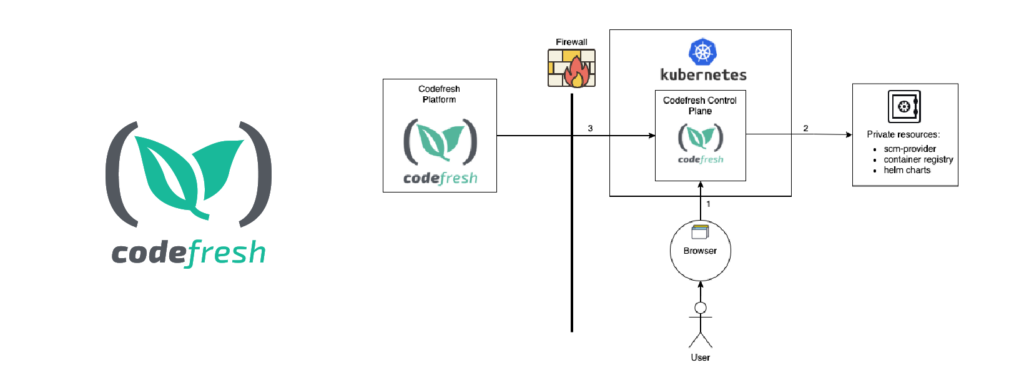 codefresh
Codefresh
Platform
codefresh
Firewall
kubernetes
Codefresh Control
Plane
codefresh
3
2
1
Private resources:
• scm-provider
• container registry
• helm charts
Browser
User